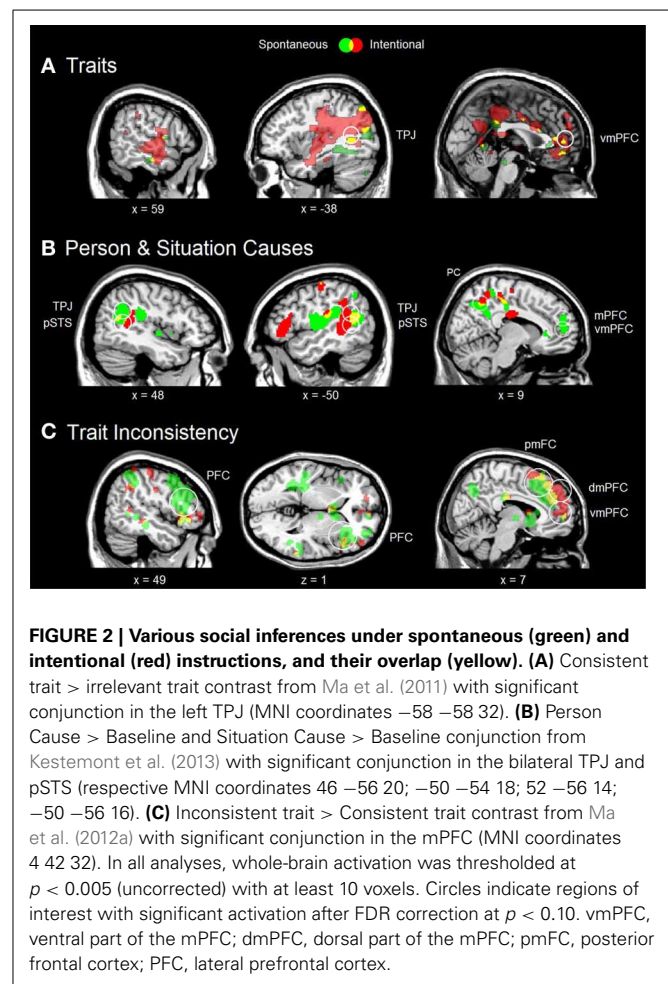 Spontaneous Intentional
A Traits
TPJ
vmPFC
x = 59
x = -38
B Person & Situation Causes
TPJ
pSTS
TPJ
pSTS
PC
mPFC
vmPFC
x = 48
x = -50
x = 9
C Trait Inconsistency
PFC
PFC
pmFC
dmPFC
vmPFC
x = 49
z = 1
x = 7
FIGURE 2 | Various social inferences under spontaneous (green) and
intentional (red) instructions, and their overlap (yellow). (A) Consistent
trait > irrelevant trait contrast from Ma et al. (2011) with significant
conjunction in the left TPJ (MNI coordinates −58 −58 32). (B) Person
Cause > Baseline and Situation Cause > Baseline conjunction from
Kestemont et al. (2013) with significant conjunction in the bilateral TPJ and
pSTS (respective MNI coordinates 46 −56 20; −50 −54 18; 52 −56 14;
−50 −56 16). (C) Inconsistent trait > Consistent trait contrast from Ma
et al. (2012a) with significant conjunction in the mPFC (MNI coordinates
4 42 32). In all analyses, whole-brain activation was thresholded at
p < 0.005 (uncorrected) with at least 10 voxels. Circles indicate regions of
interest with significant activation after FDR correction at p < 0.10. vmPFC,
ventral part of the mPFC; dmPFC, dorsal part of the mPFC; pmFC, posterior
frontal cortex; PFC, lateral prefrontal cortex.